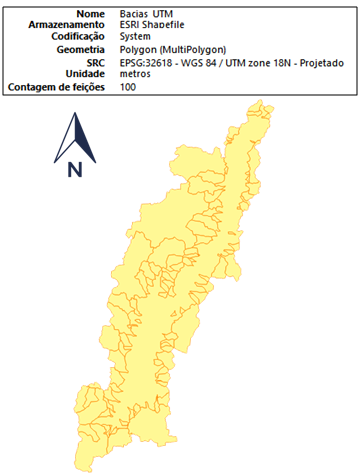 Nome Bacias_UTM
Armazenamento ESRI Shapefile
Codificação System
Geometria Polygon (MultiPolygon)
SRC EPSG:32618 - WGS 84 / UTM zone 18N - Projetado
Unidade metros
Contagem de feições 100
N